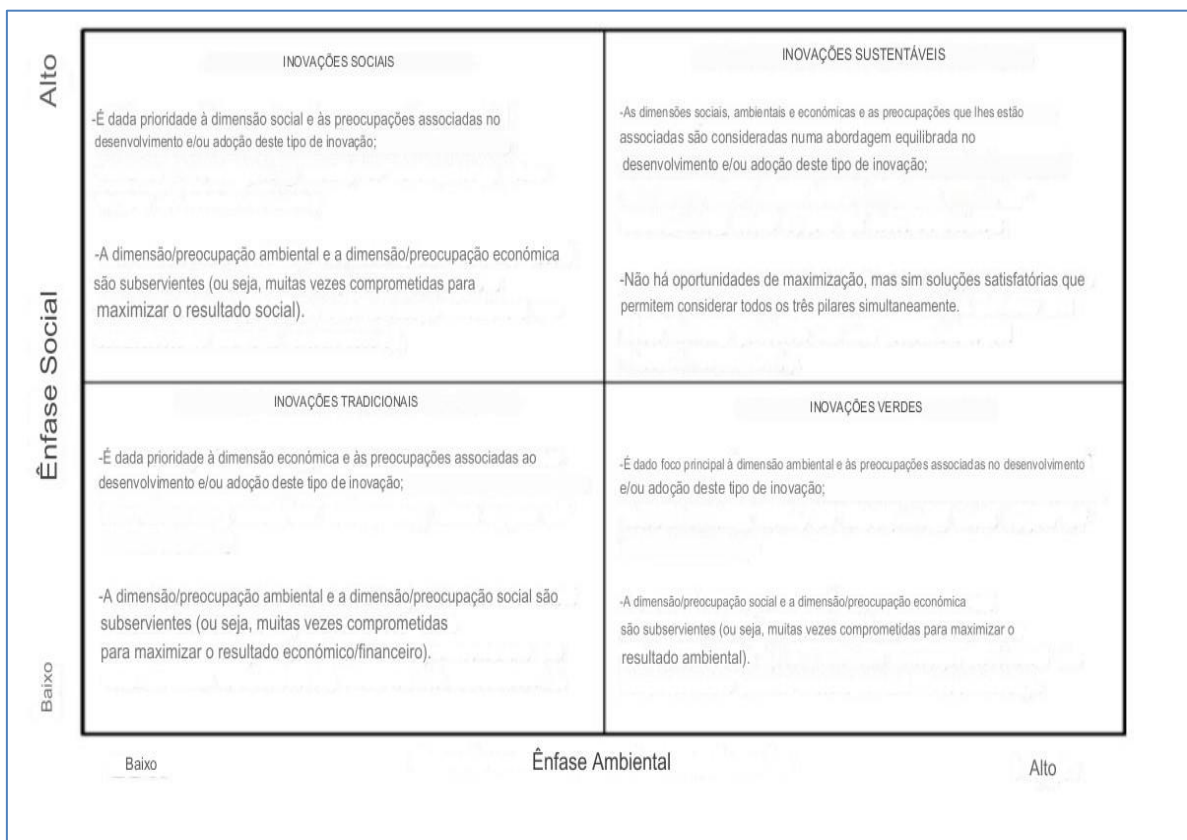 Alto
INOVAÇÕES SOCIAIS
-É dada prioridade à dimensão social e às preocupações associadas no
desenvolvimento e/ou adoção deste tipo de inovação;
-A dimensão/preocupação ambiental e a dimensão/preocupação económica
são subservientes (ou seja, muitas vezes comprometidas para
maximizar o resultado social).
INOVAÇÕES SUSTENTÁVEIS
-As dimensões sociais, ambientais e económicas e as preocupações que lhes estão
associadas são consideradas numa abordagem equilibrada no
desenvolvimento e/ou adoção deste tipo de inovação;
-Não há oportunidades de maximização, mas sim soluções satisfatórias que
permitem considerar todos os três pilares simultaneamente.
Ênfase Social
INOVAÇÕES TRADICIONAIS
-É dada prioridade à dimensão económica e às preocupações associadas ao
desenvolvimento e/ou adoção deste tipo de inovação;
-A dimensão/preocupação ambiental e a dimensão/preocupação social são
subservientes (ou seja, muitas vezes comprometidas
para maximizar o resultado económico/financeiro).
INOVAÇÕES VERDES
-É dado foco principal à dimensão ambiental e às preocupações associadas no desenvolvimento
e/ou adoção deste tipo de inovação;
-A dimensão/preocupação social e a dimensão/preocupação económica
são subservientes (ou seja, muitas vezes comprometidas para maximizar o
resultado ambiental).
Baixo
Baixo
Ênfase Ambiental
Alto